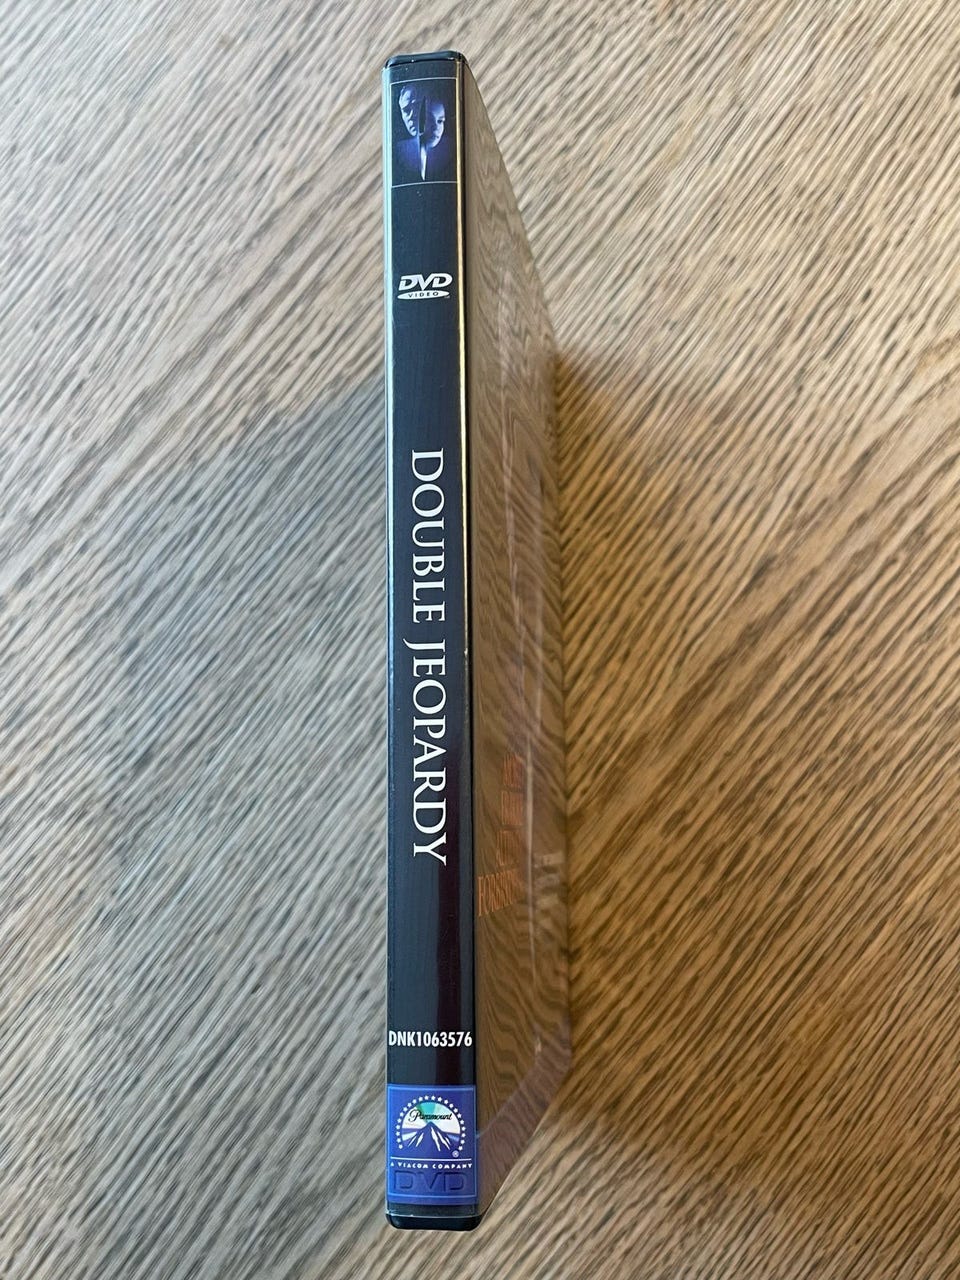 DVD
VIDEO
DOUBLE JEOPARDY
DNK1063576
Paramount
®
A VIACOM COMPANY
DVD